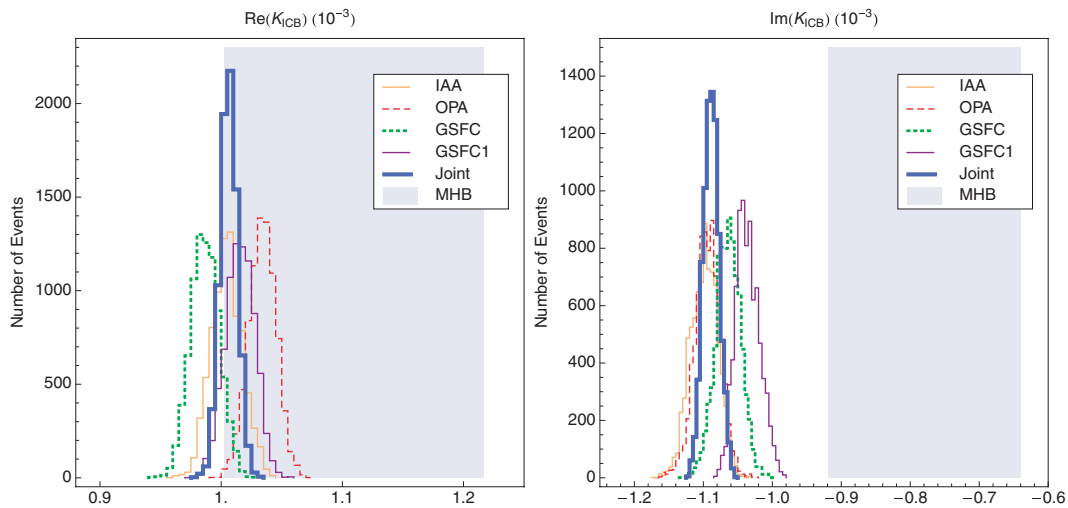 Re(K_ICB) (10⁻³)
Number of Events
2000
1500
1000
500
0
0.9
1.0
1.1
1.2
IAA
OPA
GSFC
GSFC1
Joint
MHB
Im(K_ICB) (10⁻³)
Number of Events
1400
1200
1000
800
600
400
200
0
−1.2
−1.1
−1.0
−0.9
−0.8
−0.7
−0.6
IAA
OPA
GSFC
GSFC1
Joint
MHB